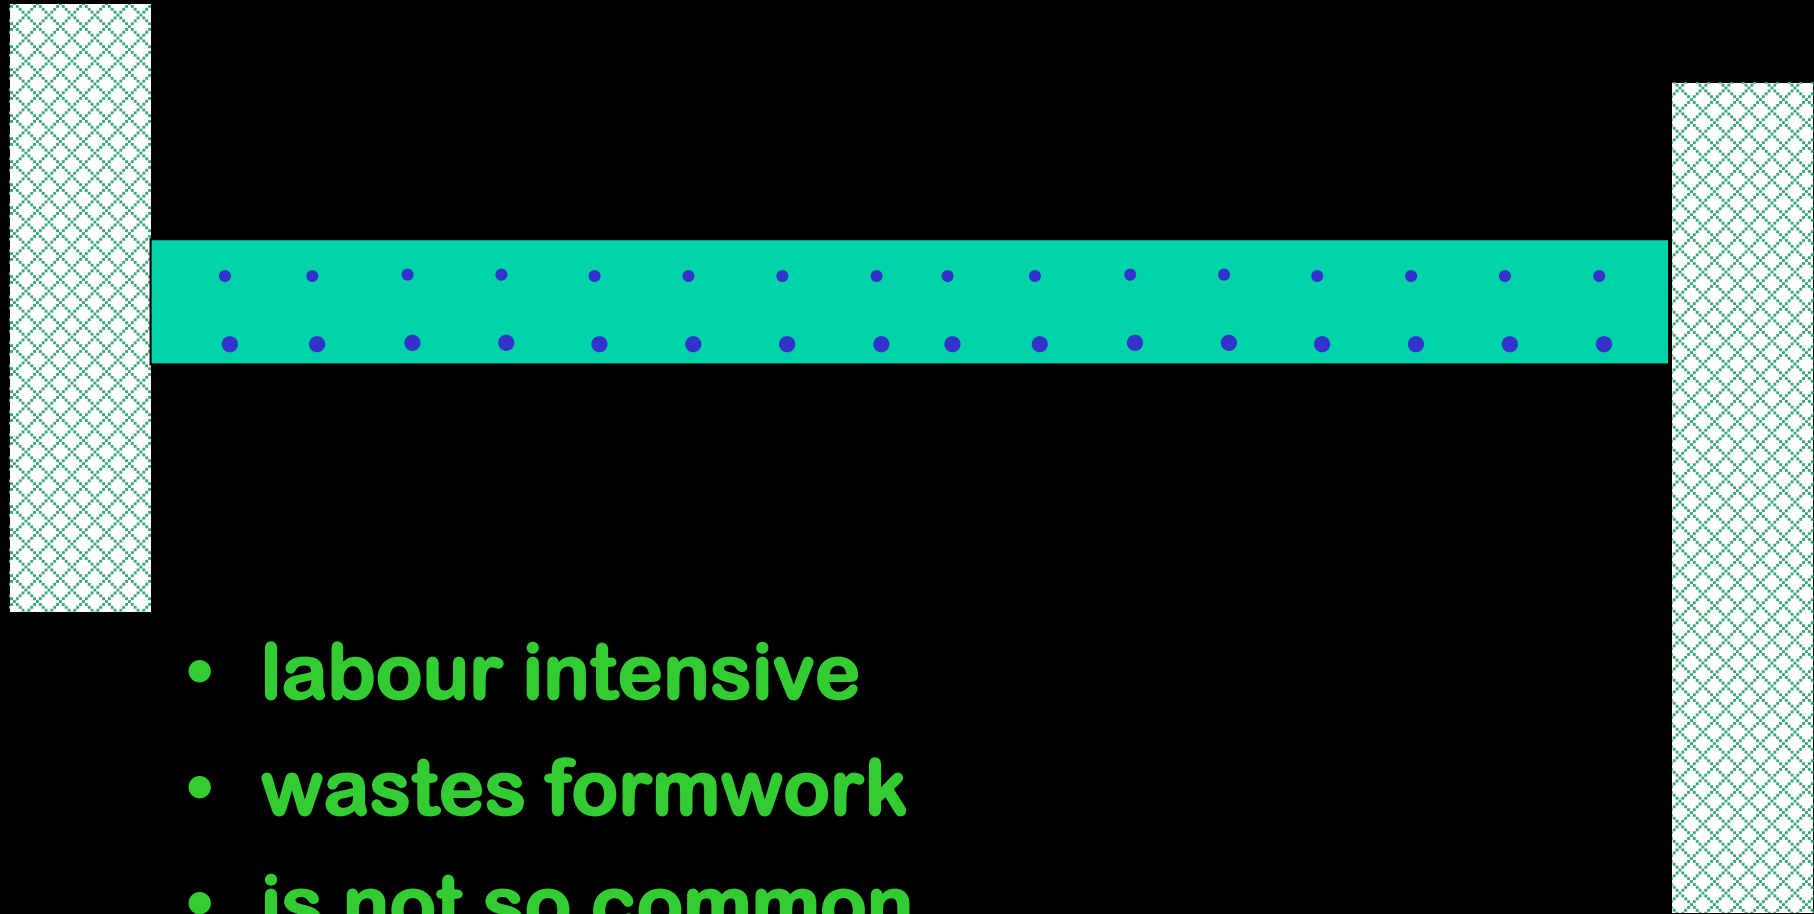 • labour intensive
• wastes formwork
• is not so common